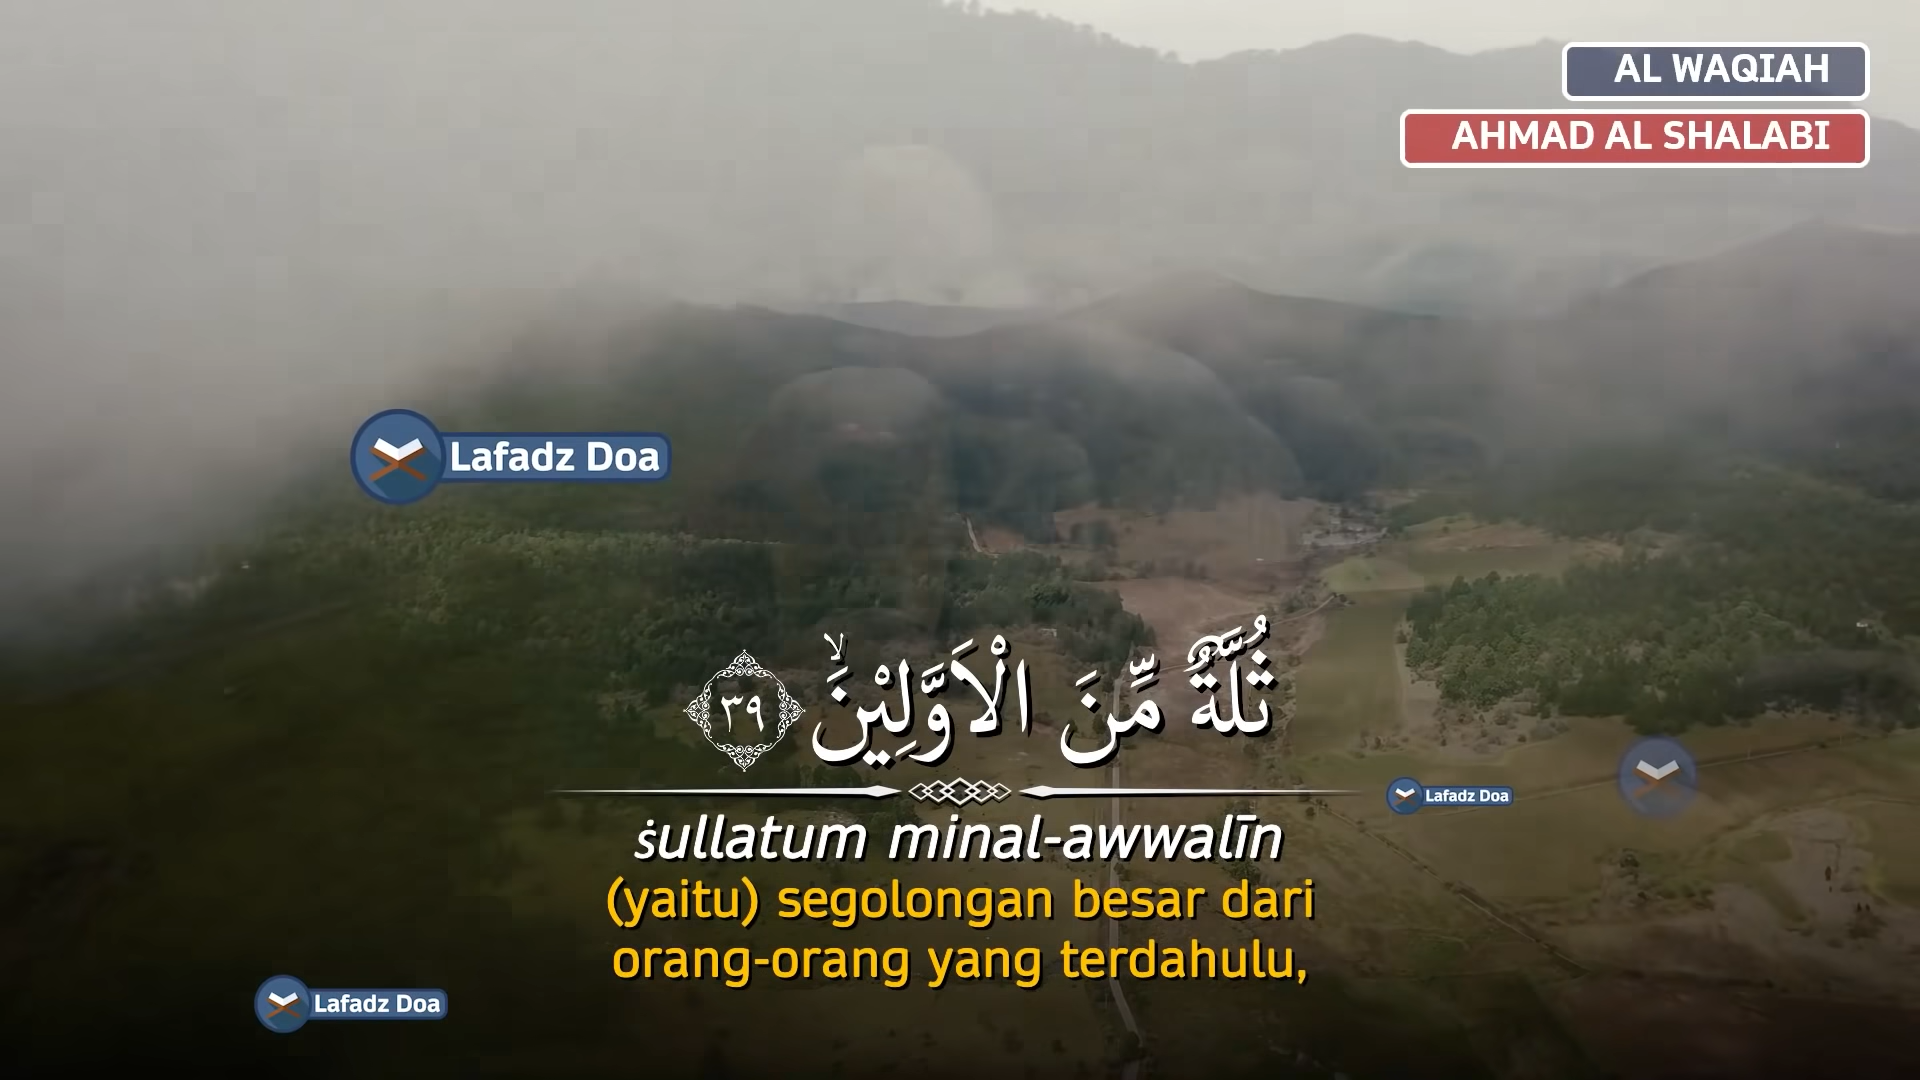 AL WAQIAH
AHMAD AL SHALABI
Lafadz Doa
ثُلَّةٌ مِّنَ الْاَوَّلِيْنَۙ ٣٩
Lafadz Doa
ṡullatum minal-awwalīn
(yaitu) segolongan besar dari
orang-orang yang terdahulu,
Lafadz Doa